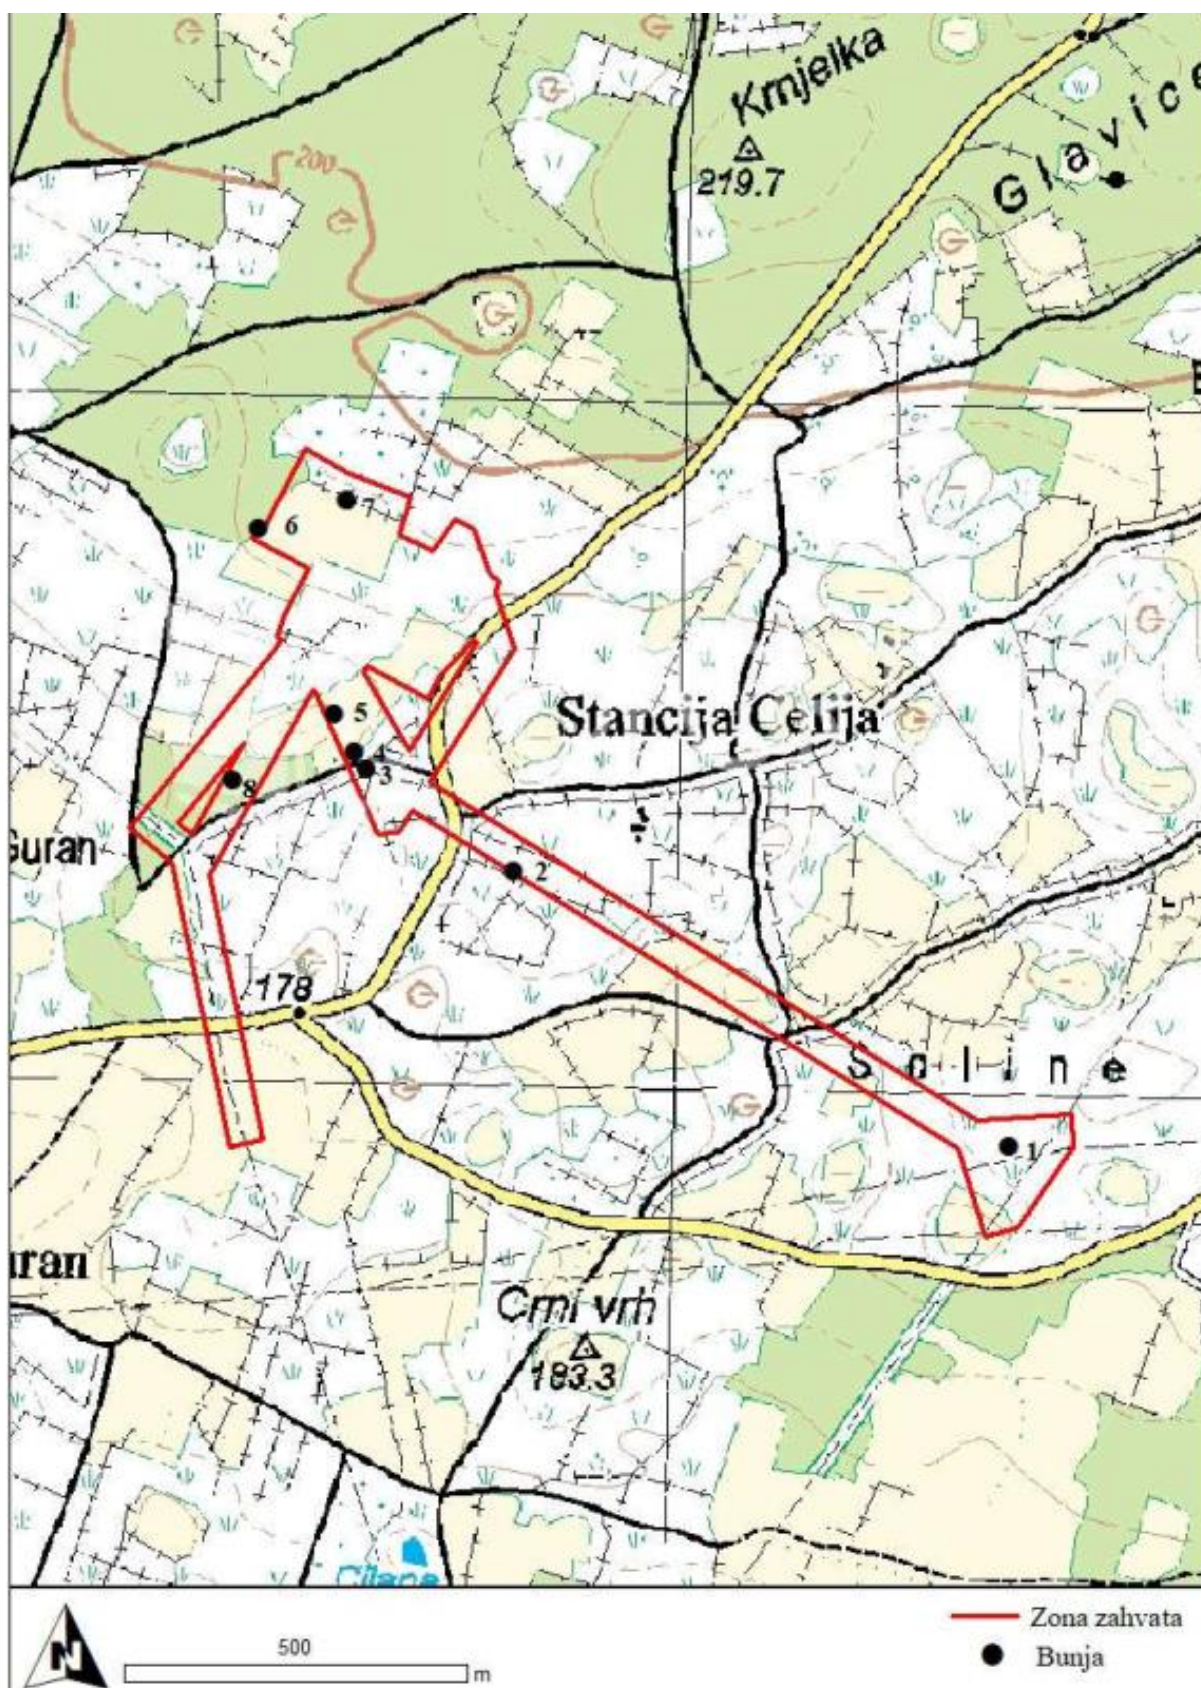 Krnjelka
219.7
Glavice
200
7
6
5
4
3
8
Stancija Celija
Guran
2
178
Soline
1
uran
Crni vrh
183.3
Cilana
N
500
m
Zona zahvata
Bunja